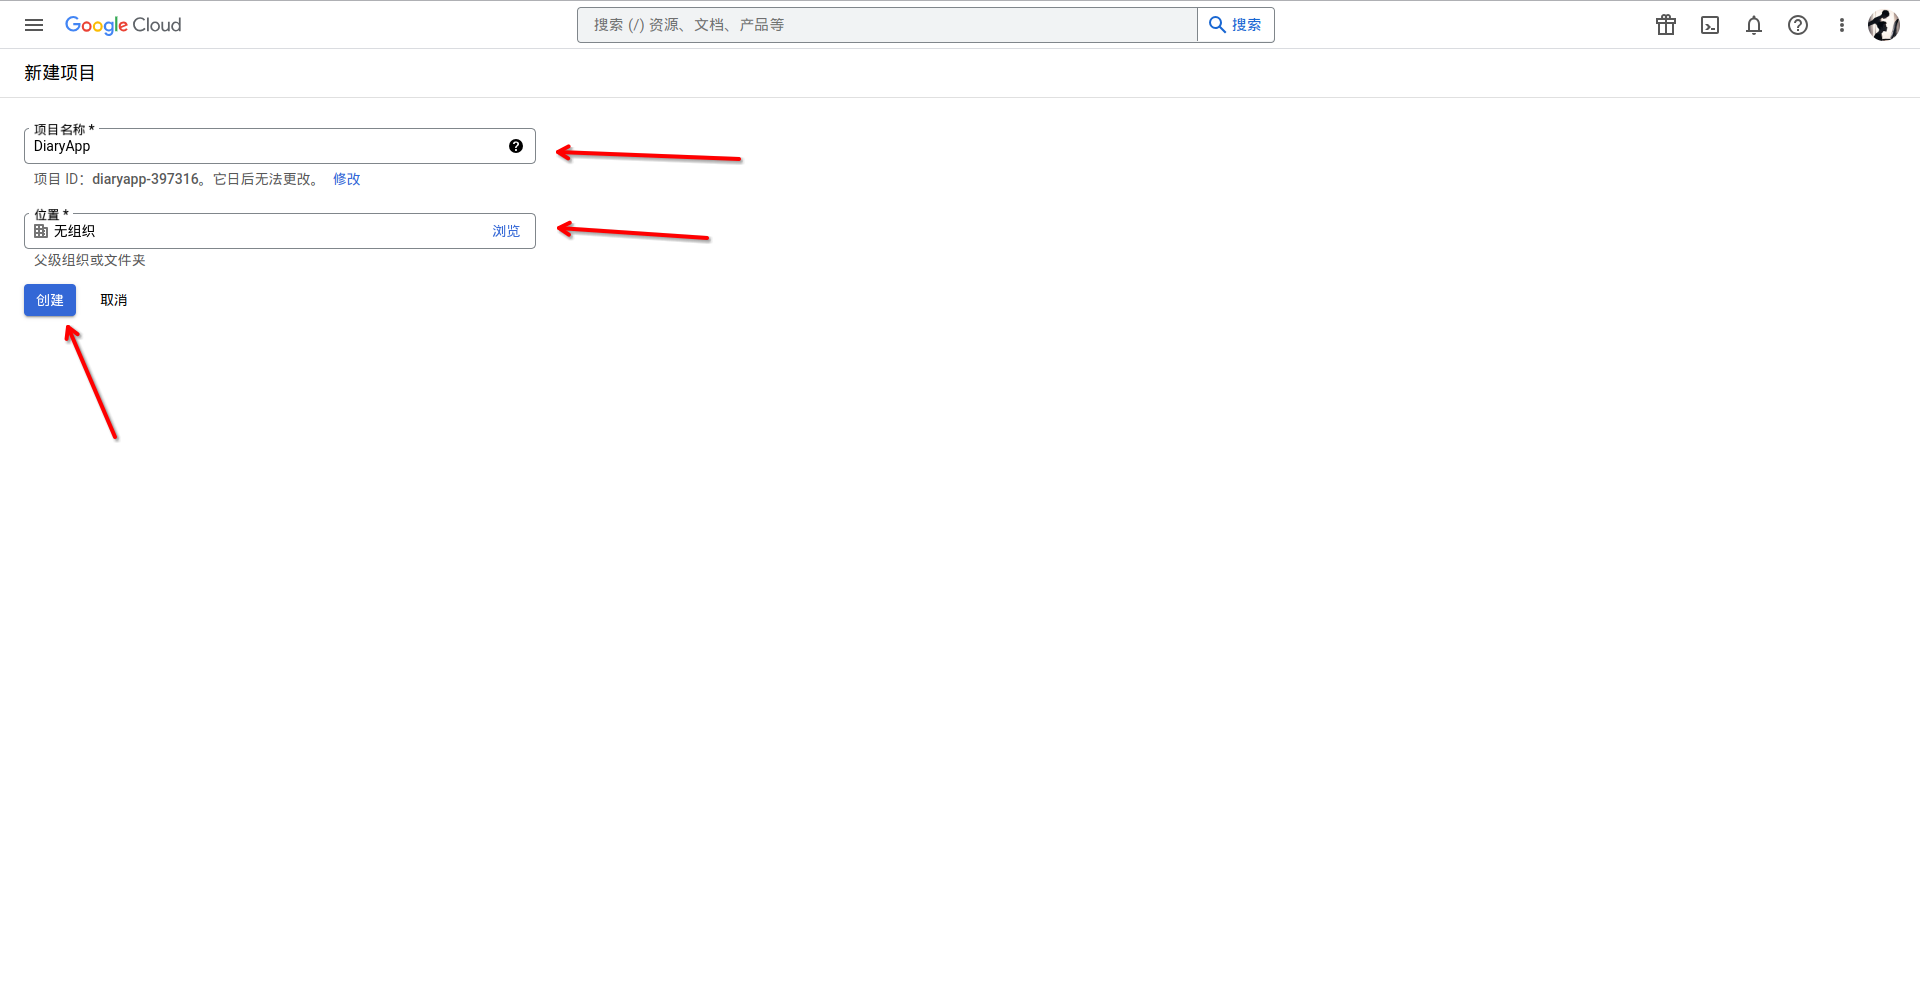 Google Cloud
搜索 (/) 资源、文档、产品等
搜索
新建项目
项目名称 *
DiaryApp
项目 ID：diaryapp-397316。它日后无法更改。 修改
位置 *
无组织
浏览
父级组织或文件夹
创建
取消